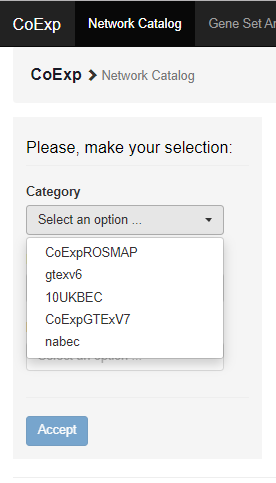 CoExp Network Catalog Gene Set An
CoExp > Network Catalog
Please, make your selection:
Category
Select an option ...
CoExpROSMAP
gtexv6
10UKBEC
CoExpGTExV7
nabec
Select an option ...
Accept